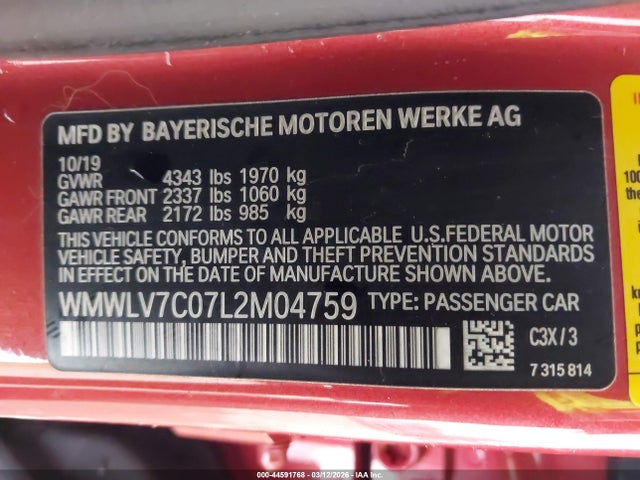 MFD BY BAYERISCHE MOTOREN WERKE AG
10/19
GVWR 4343 lbs 1970 kg
GAWR FRONT 2337 lbs 1060 kg
GAWR REAR 2172 lbs 985 kg
THIS VEHICLE CONFORMS TO ALL APPLICABLE U.S.FEDERAL MOTOR
VEHICLE SAFETY, BUMPER AND THEFT PREVENTION STANDARDS
IN EFFECT ON THE DATE OF MANUFACTURE SHOWN ABOVE.
WMWLV7C07L2M04759 TYPE: PASSENGER CAR
C3X / 3
7 315 814
100
the
000-44591768 | 03/12/2026 | IAA Inc.